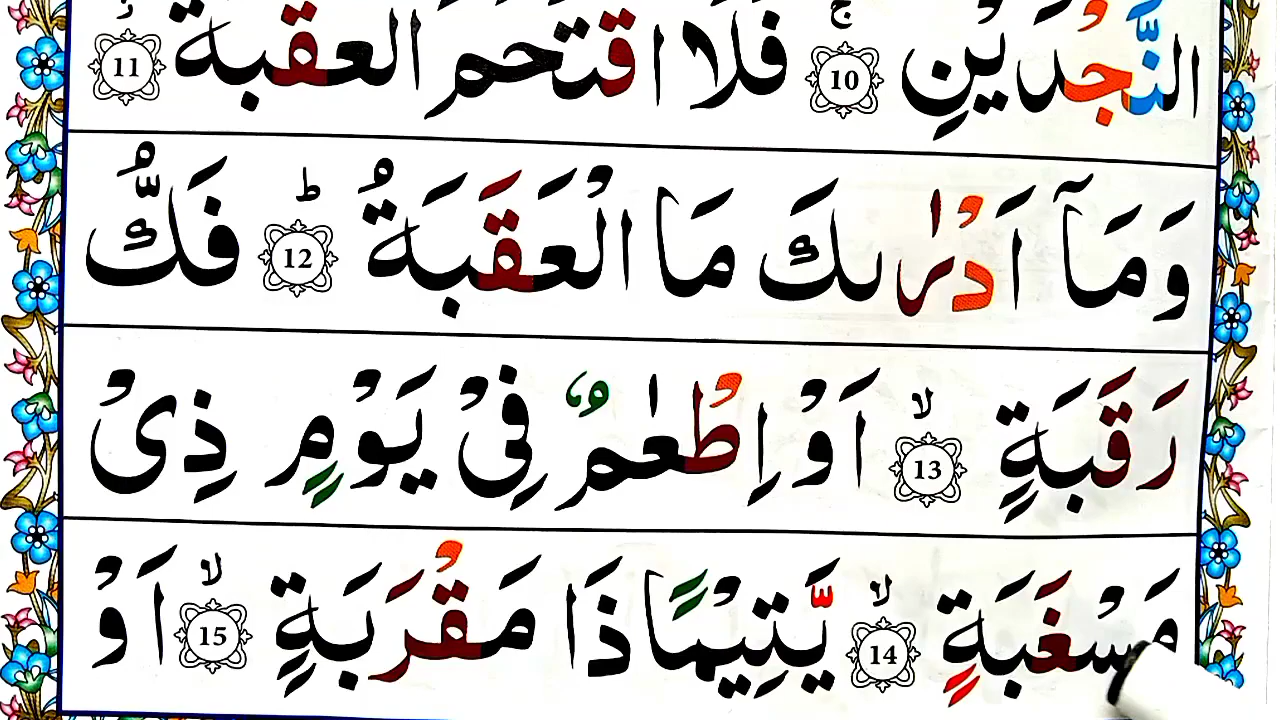 النَّجْدَيْنِ ۚ 10 فَلَا اقْتَحَمَ الْعَقَبَةَ ۖ 11
وَمَآ اَدْرٰىكَ مَا الْعَقَبَةُ ؕ 12 فَكُّ
رَقَبَةٍ ۙ 13 اَوْ اِطْعٰمٌ فِىْ يَوْمٍ ذِىْ
مَسْغَبَةٍ ۙ 14 يَّتِيْمًا ذَا مَقْرَبَةٍ ۙ 15 اَوْ